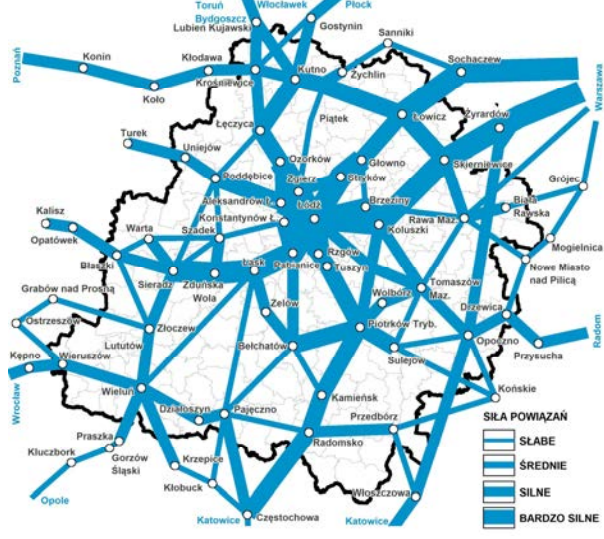 Toruń
Bydgoszcz
Włocławek
Płock
Lubien Kujawski
Gostynin
Sanniki
Poznań
Konin
Kłodawa
Kutno
Żychlin
Sochaczew
Koło
Krośniewice
Łowicz
Żyrardów
Warszawa
Piątek
Łęczyca
Turek
Uniejów
Ozorków
Głowno
Skierniewice
Zgierz
Stryków
Poddębice
Grójec
Aleksandrów Ł.
Łódź
Brzeziny
Biała
Rawska
Kalisz
Konstantynów Ł.
Rawa Maz.
Opatówek
Warta
Szadek
Koluszki
Mogielnica
Rzgów
Błaszki
Łask
Pabianice
Tuszyn
Nowe Miasto
nad Pilicą
Sieradz
Zduńska
Wola
Tomaszów
Maz.
Grabów nad Prosną
Wolbórz
Zelów
Drzewica
Ostrzeszów
Złoczew
Piotrków Tryb.
Opoczno
Radom
Lututów
Bełchatów
Sulejów
Przysucha
Kępno
Wieruszów
Wrocław
Wieluń
Kamieńsk
Końskie
Działoszyn
Pajęczno
Przedbórz
Praszka
Radomsko
Kluczbork
Gorzów
Śląski
Krzepice
Kłobuck
Włoszczowa
Opole
Katowice
Częstochowa
Katowice
SIŁA POWIĄZAŃ
SŁABE
ŚREDNIE
SILNE
BARDZO SILNE